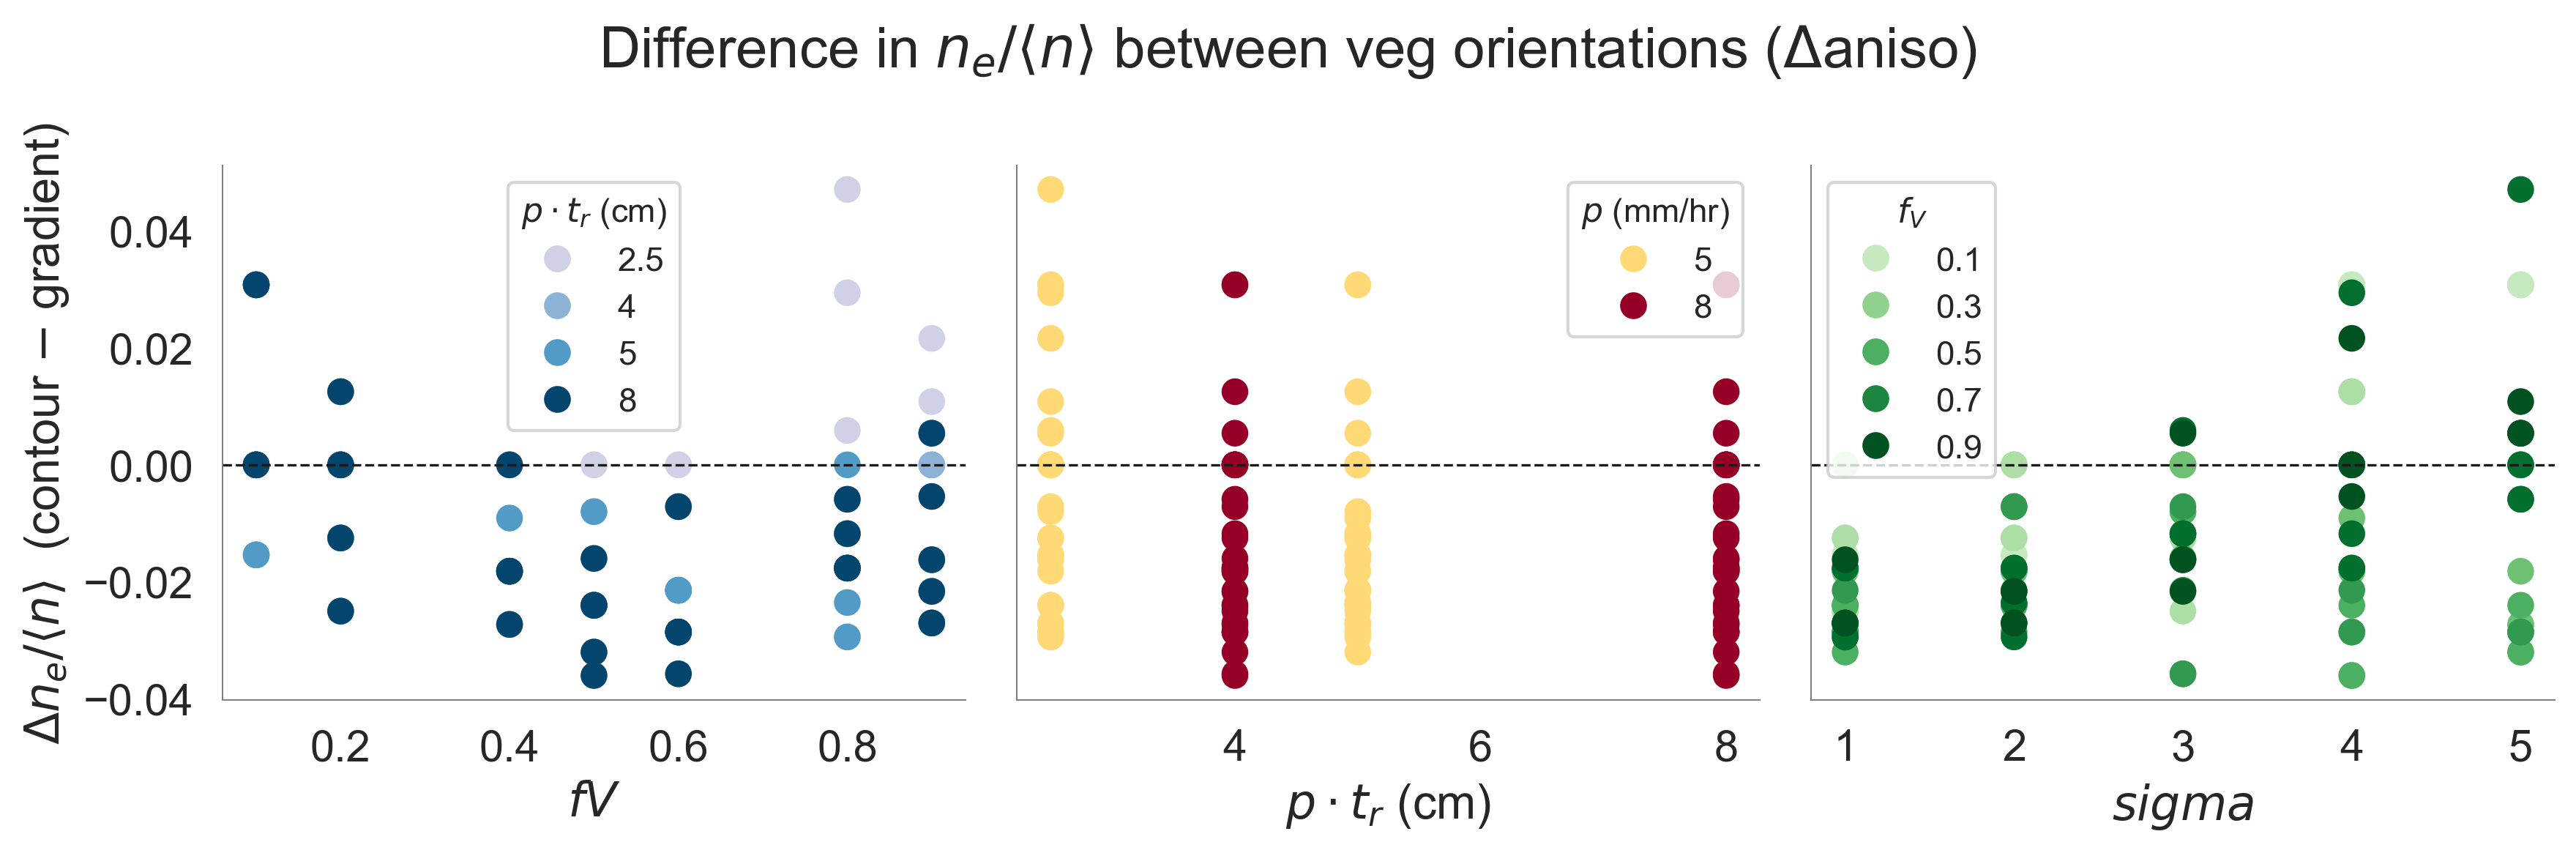 Difference in nₑ/⟨n⟩ between veg orientations (Δaniso)
Δnₑ/⟨n⟩ (contour − gradient)
0.04
0.02
0.00
−0.02
−0.04
p · tᵣ (cm)
2.5
4
5
8
0.2 0.4 0.6 0.8
fV
p (mm/hr)
5
8
4 6 8
p · tᵣ (cm)
f_V
0.1
0.3
0.5
0.7
0.9
1 2 3 4 5
sigma